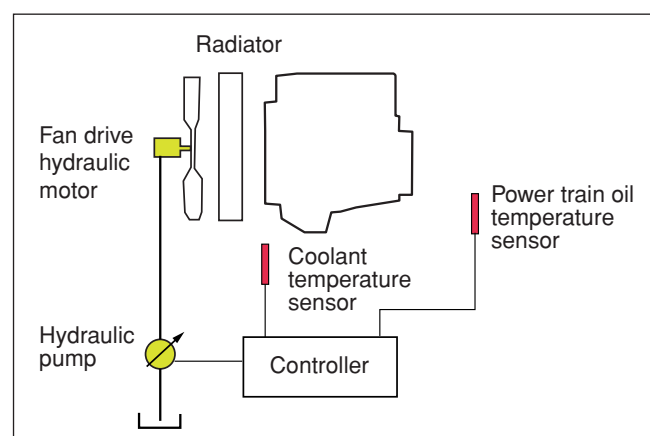 Radiator
Fan drive
hydraulic
motor
Power train oil
temperature
sensor
Coolant
temperature
sensor
Hydraulic
pump
Controller